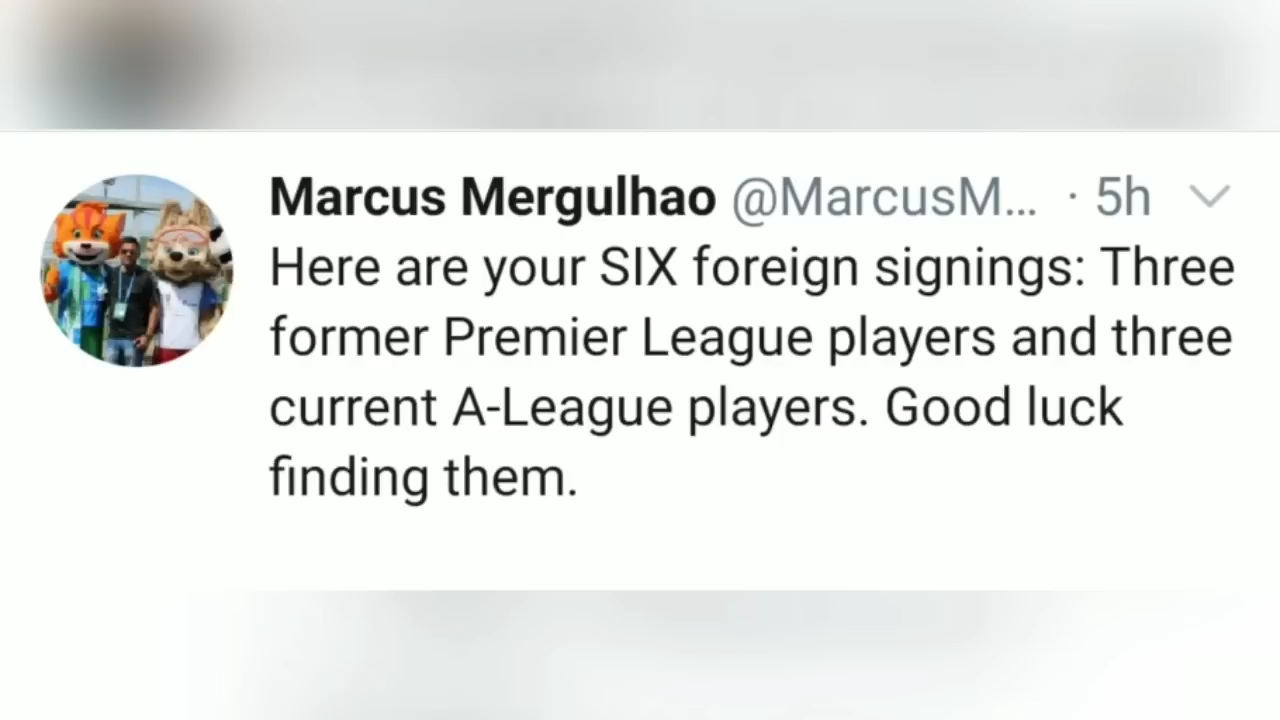 Marcus Mergulhao @MarcusM... · 5h
Here are your SIX foreign signings: Three
former Premier League players and three
current A-League players. Good luck
finding them.